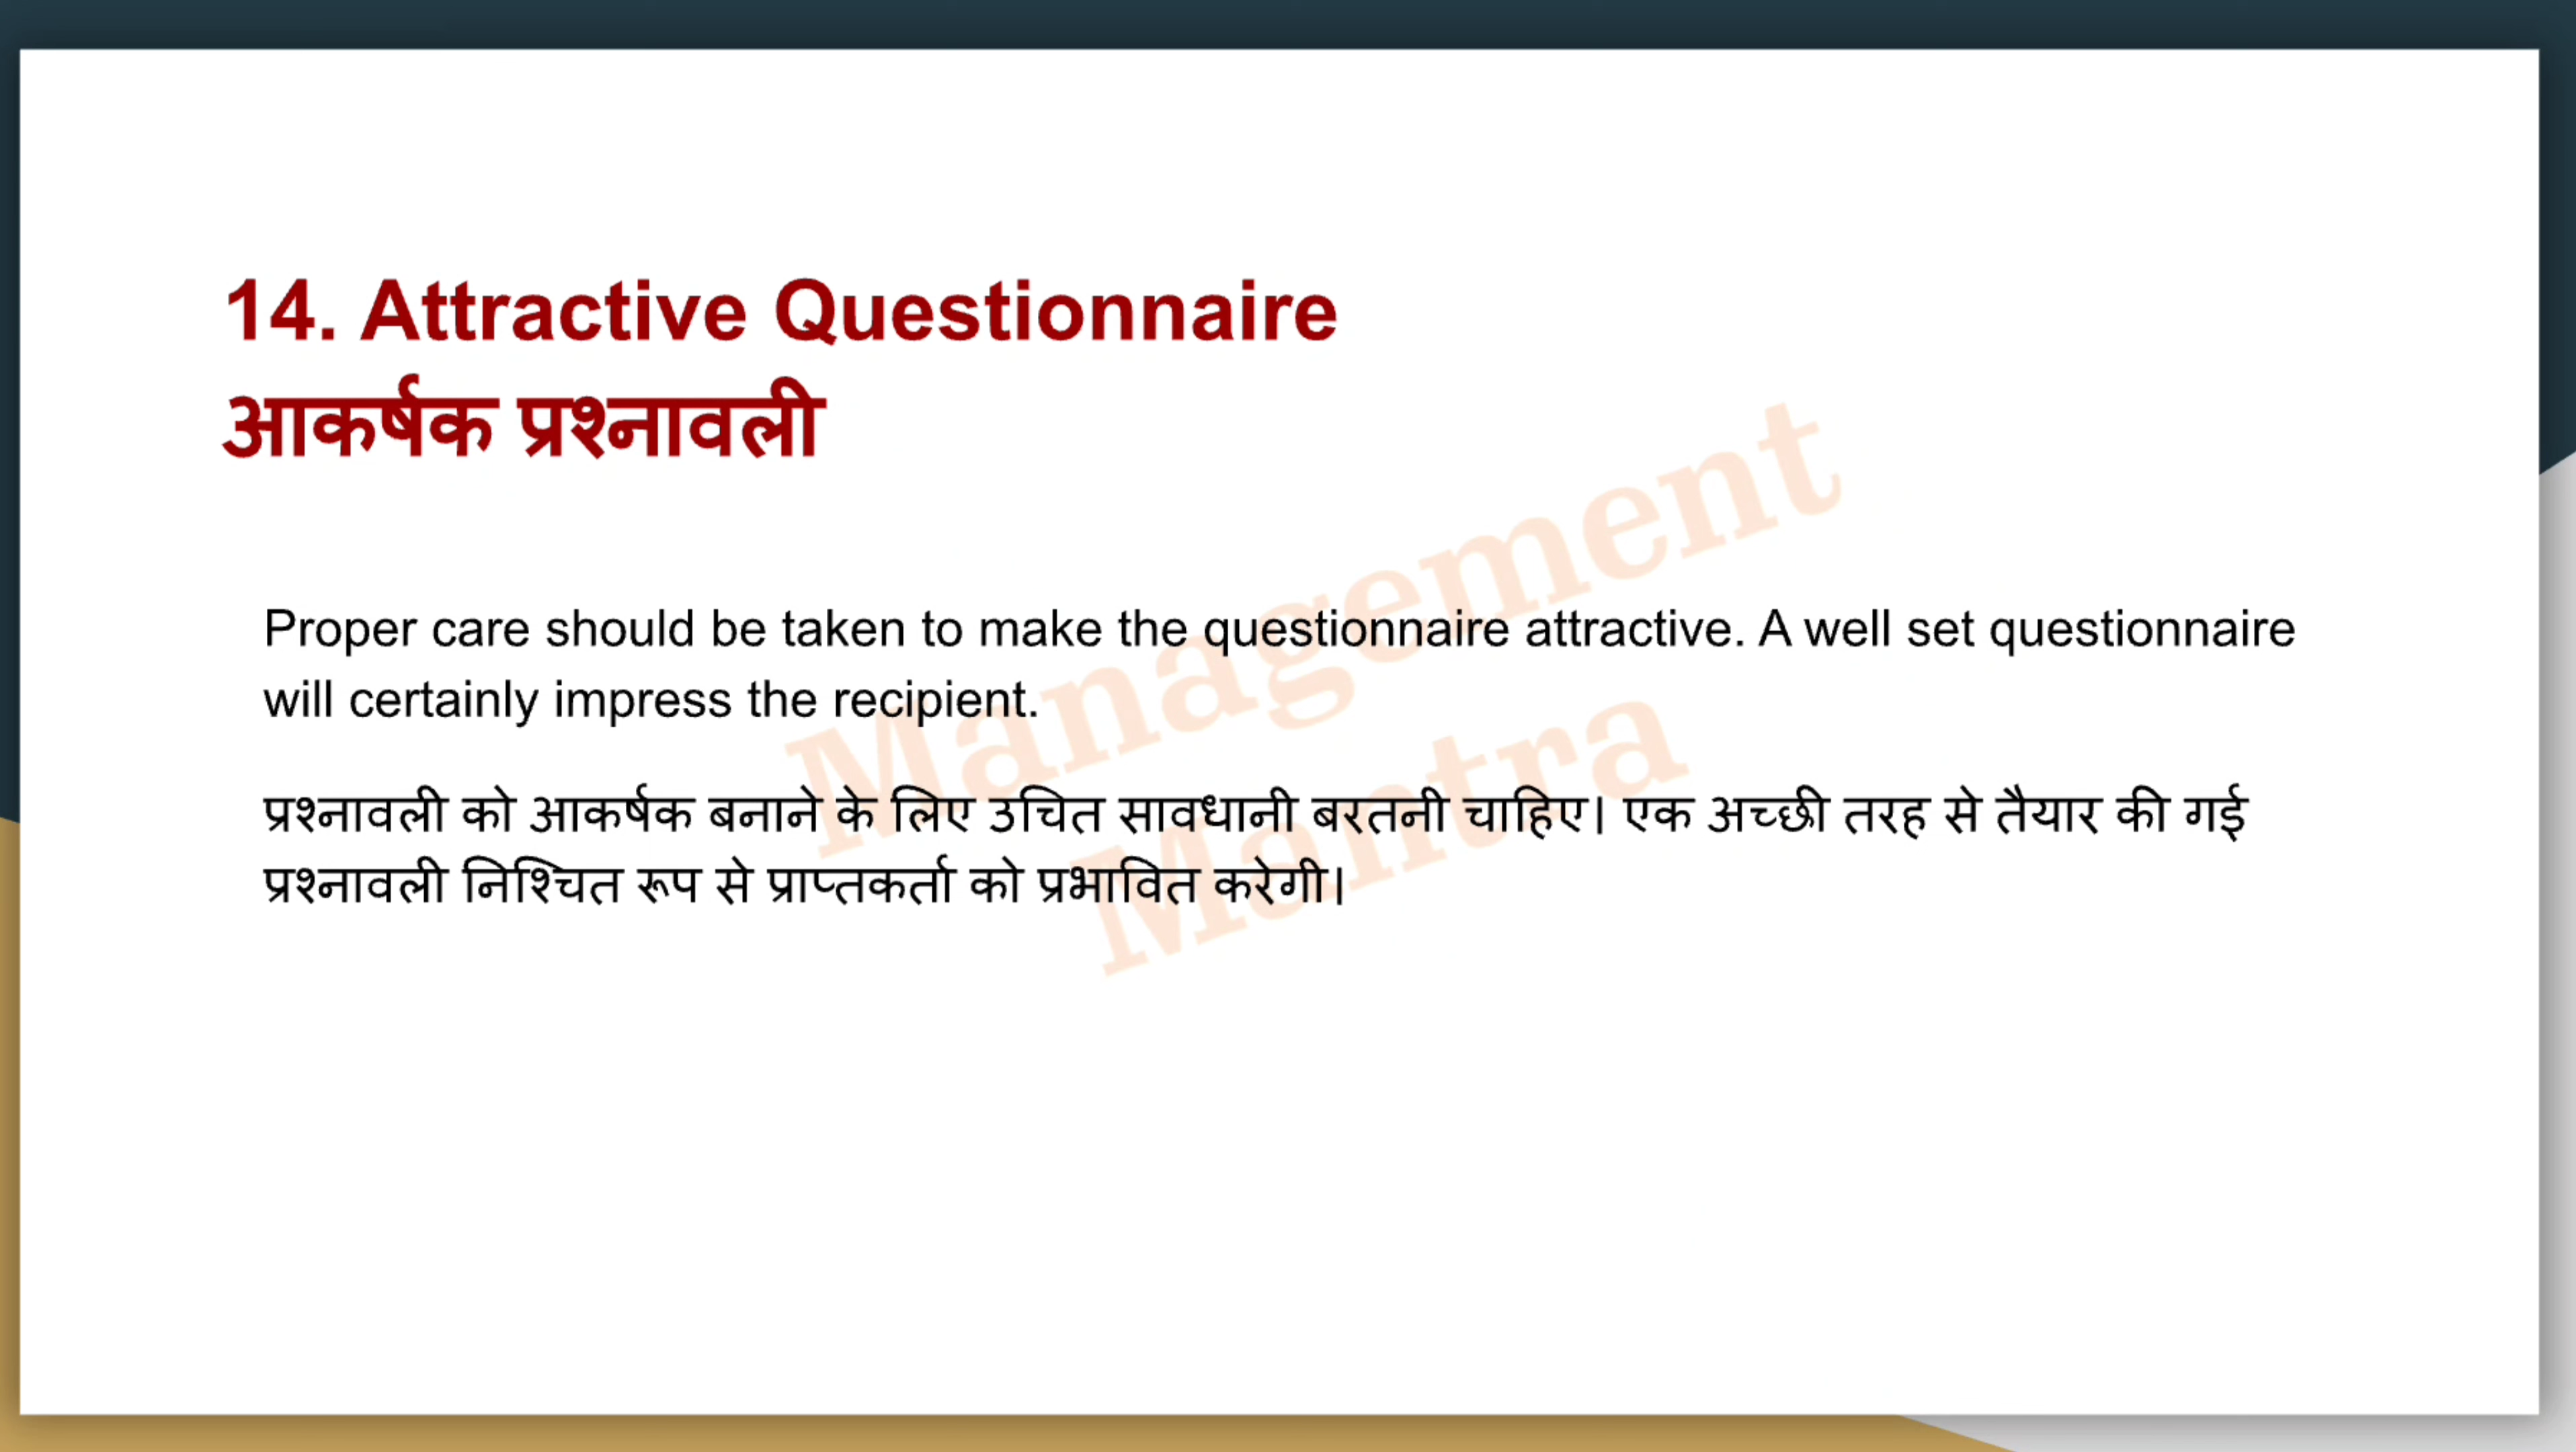 14. Attractive Questionnaire
आकर्षक प्रश्नावली
Management
Mantra
Proper care should be taken to make the questionnaire attractive. A well set questionnaire
will certainly impress the recipient.
प्रश्नावली को आकर्षक बनाने के लिए उचित सावधानी बरतनी चाहिए। एक अच्छी तरह से तैयार की गई
प्रश्नावली निश्चित रूप से प्राप्तकर्ता को प्रभावित करेगी।